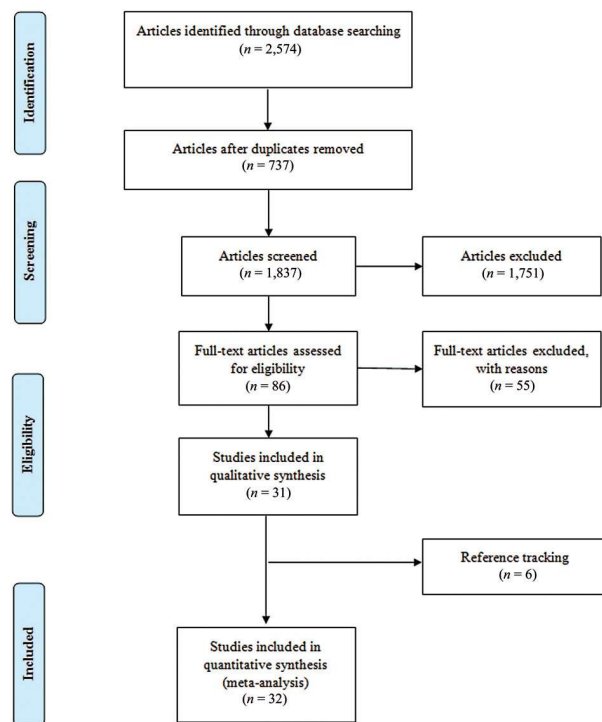 Identification
Articles identified through database searching
(n = 2,574)
Articles after duplicates removed
(n = 737)
Screening
Articles screened
(n = 1,837)
Articles excluded
(n = 1,751)
Eligibility
Full-text articles assessed
for eligibility
(n = 86)
Full-text articles excluded,
with reasons
(n = 55)
Studies included in
qualitative synthesis
(n = 31)
Reference tracking
(n = 6)
Included
Studies included in
quantitative synthesis
(meta-analysis)
(n = 32)